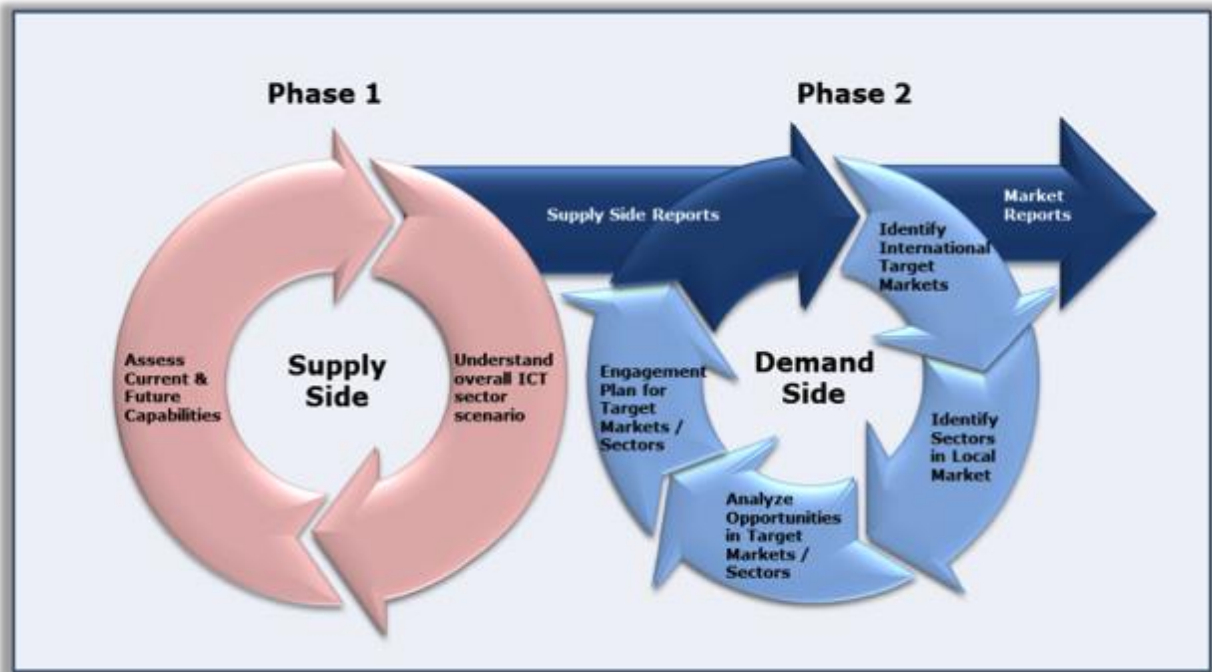 Phase 1
Phase 2
Supply Side Reports
Market
Reports
Assess
Current &
Future
Capabilities
Supply
Side
Understand
overall ICT
sector
scenario
Identify
International
Target
Markets
Engagement
Plan for
Target
Markets /
Sectors
Demand
Side
Identify
Sectors
in Local
Market
Analyze
Opportunities
in Target
Markets /
Sectors